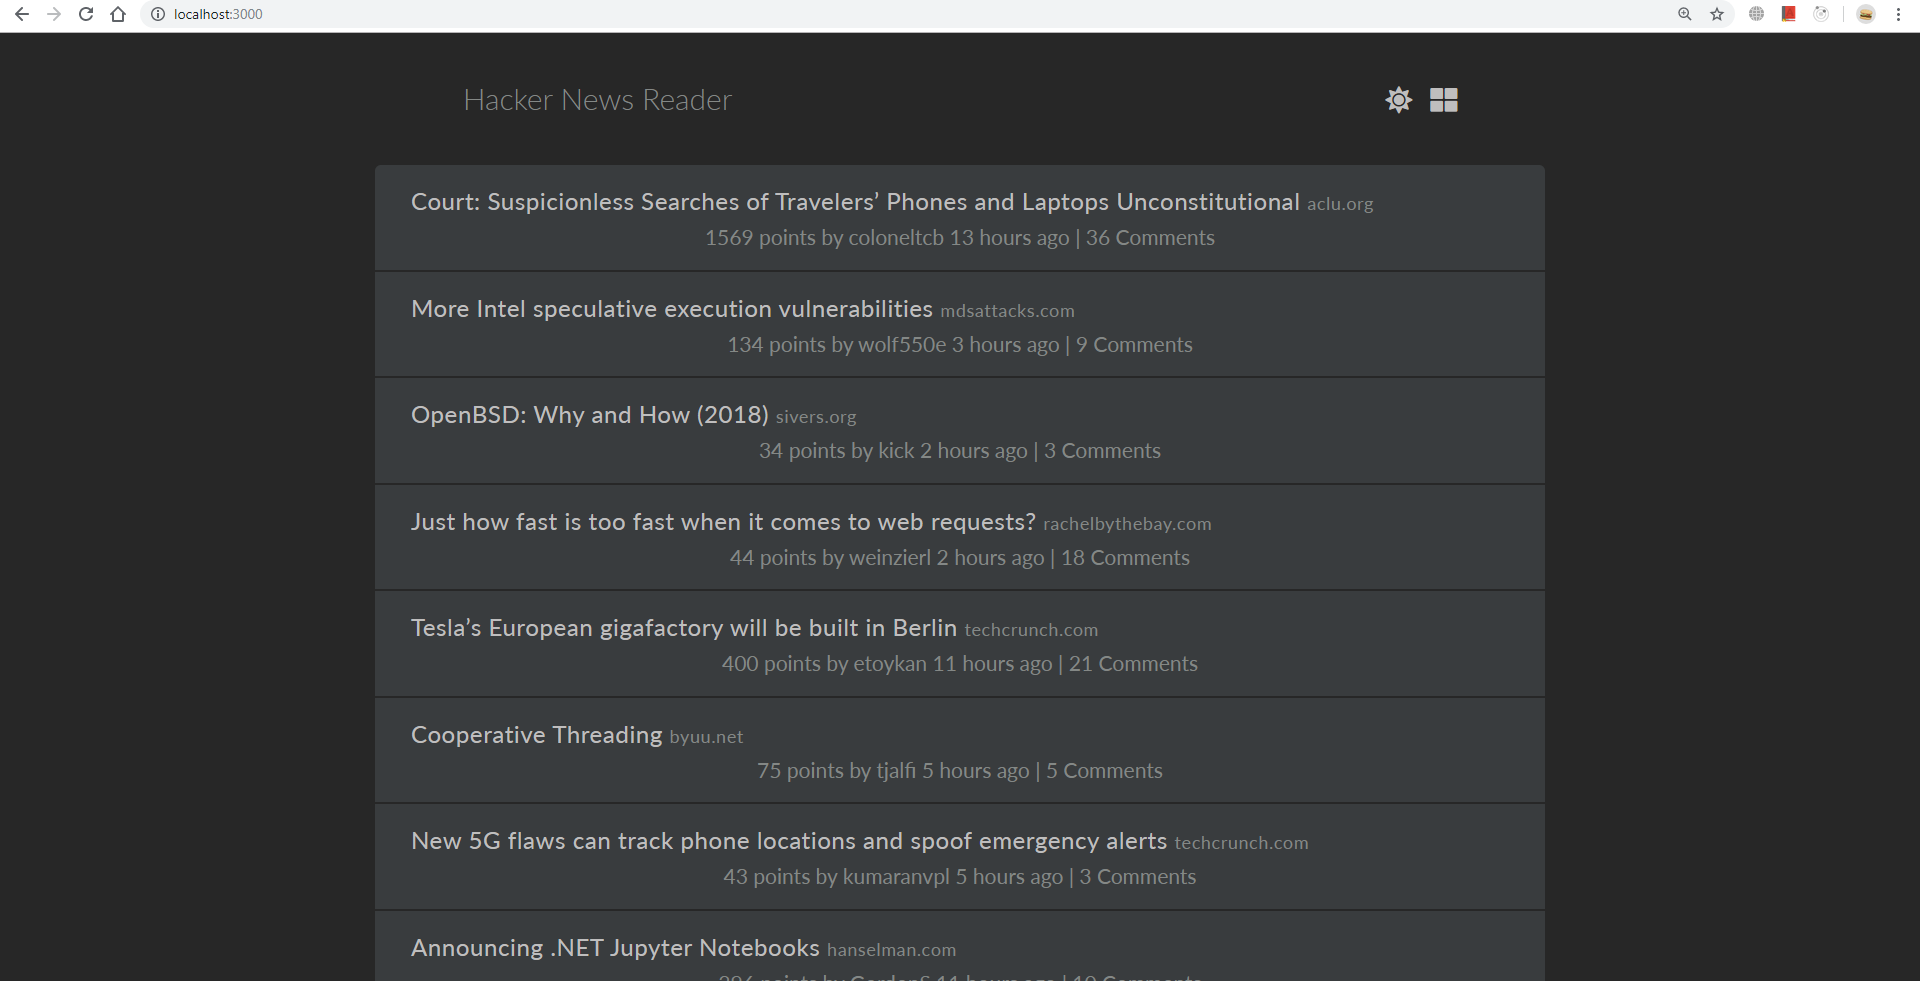 localhost:3000
Hacker News Reader
Court: Suspicionless Searches of Travelers’ Phones and Laptops Unconstitutional aclu.org
1569 points by coloneltcb 13 hours ago | 36 Comments
More Intel speculative execution vulnerabilities mdsattacks.com
134 points by wolf550e 3 hours ago | 9 Comments
OpenBSD: Why and How (2018) sivers.org
34 points by kick 2 hours ago | 3 Comments
Just how fast is too fast when it comes to web requests? rachelbythebay.com
44 points by weinzierl 2 hours ago | 18 Comments
Tesla’s European gigafactory will be built in Berlin techcrunch.com
400 points by etoykan 11 hours ago | 21 Comments
Cooperative Threading byuu.net
75 points by tjalfi 5 hours ago | 5 Comments
New 5G flaws can track phone locations and spoof emergency alerts techcrunch.com
43 points by kumaranvpl 5 hours ago | 3 Comments
Announcing .NET Jupyter Notebooks hanselman.com
points by 11 hours ago | Comments